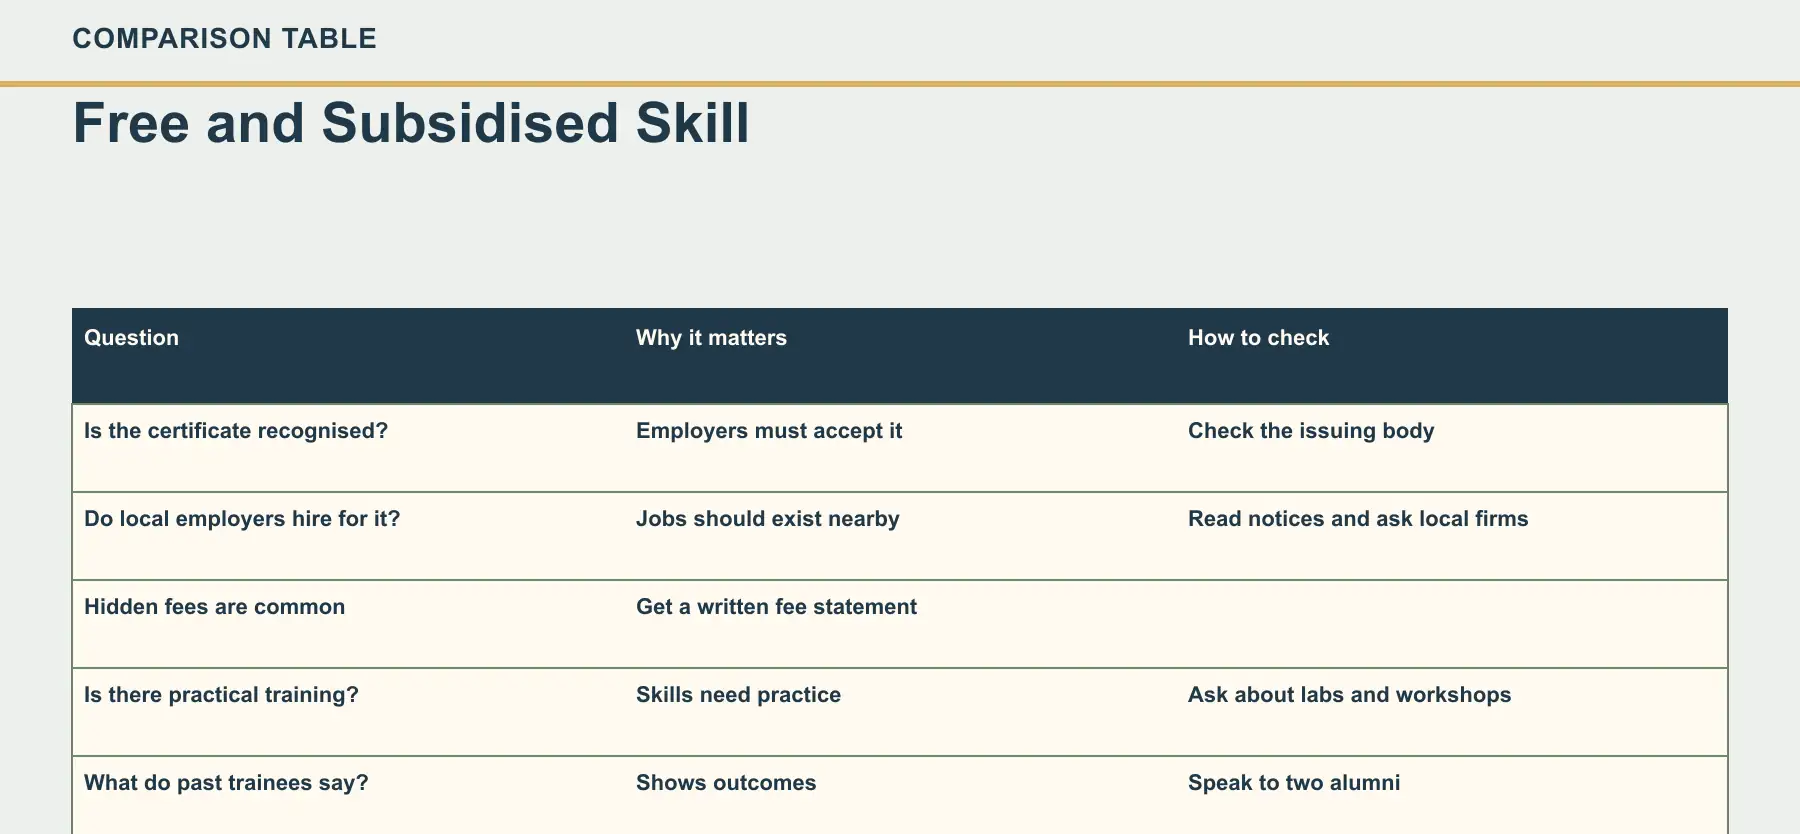 COMPARISON TABLE
Free and Subsidised Skill
Question Why it matters How to check
Is the certificate recognised? Employers must accept it Check the issuing body
Do local employers hire for it? Jobs should exist nearby Read notices and ask local firms
Hidden fees are common Get a written fee statement
Is there practical training? Skills need practice Ask about labs and workshops
What do past trainees say? Shows outcomes Speak to two alumni